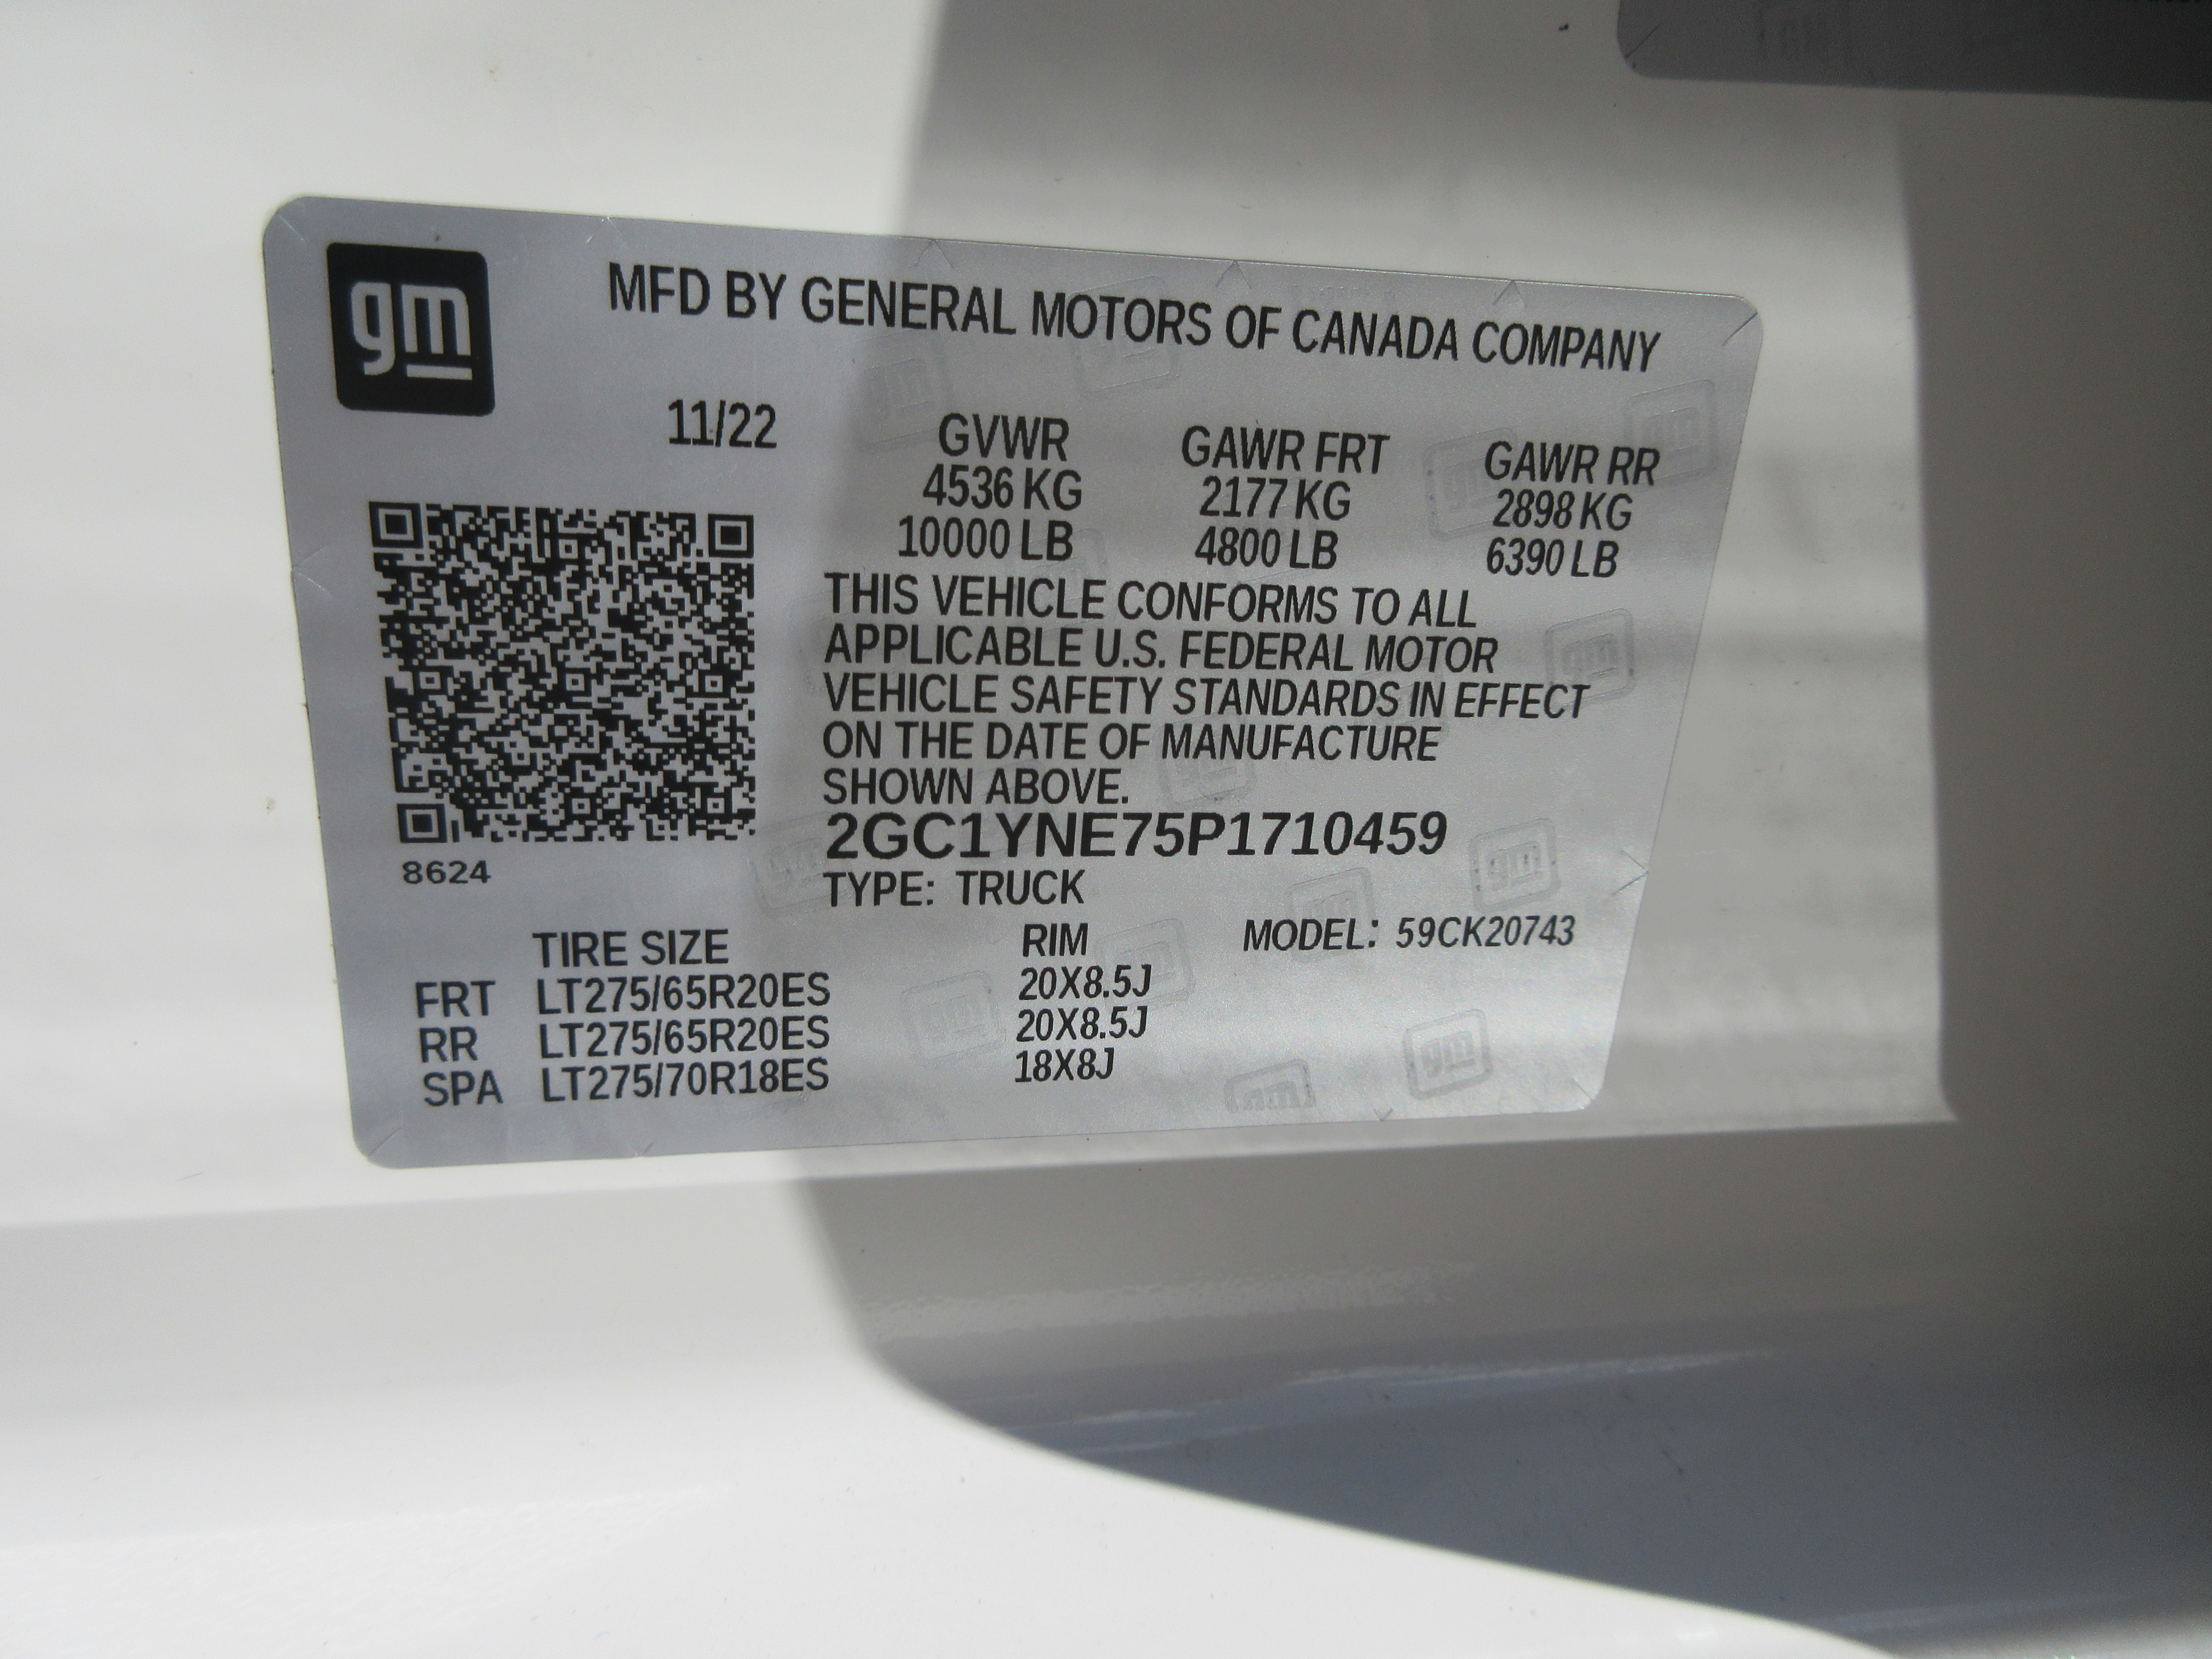 gm
MFD BY GENERAL MOTORS OF CANADA COMPANY
11/22 GVWR GAWR FRT GAWR RR
4536 KG 2177 KG 2898 KG
10000 LB 4800 LB 6390 LB
THIS VEHICLE CONFORMS TO ALL
APPLICABLE U.S. FEDERAL MOTOR
VEHICLE SAFETY STANDARDS IN EFFECT
ON THE DATE OF MANUFACTURE
SHOWN ABOVE.
2GC1YNE75P1710459
8624
TYPE: TRUCK
TIRE SIZE RIM MODEL: 59CK20743
FRT LT275/65R20ES 20X8.5J
RR LT275/65R20ES 20X8.5J
SPA LT275/70R18ES 18X8J